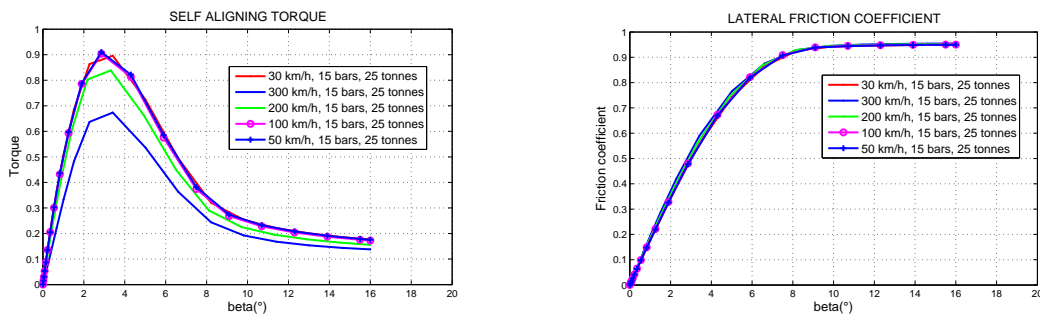 SELF ALIGNING TORQUE
1
0.9
0.8
0.7
0.6
0.5
0.4
0.3
0.2
0.1
0
Torque
30 km/h, 15 bars, 25 tonnes
300 km/h, 15 bars, 25 tonnes
200 km/h, 15 bars, 25 tonnes
100 km/h, 15 bars, 25 tonnes
50 km/h, 15 bars, 25 tonnes
0 2 4 6 8 10 12 14 16 18 20
beta(°)
LATERAL FRICTION COEFFICIENT
1
0.9
0.8
0.7
0.6
0.5
0.4
0.3
0.2
0.1
0
Friction coefficient
30 km/h, 15 bars, 25 tonnes
300 km/h, 15 bars, 25 tonnes
200 km/h, 15 bars, 25 tonnes
100 km/h, 15 bars, 25 tonnes
50 km/h, 15 bars, 25 tonnes
0 2 4 6 8 10 12 14 16 18 20
beta(°)